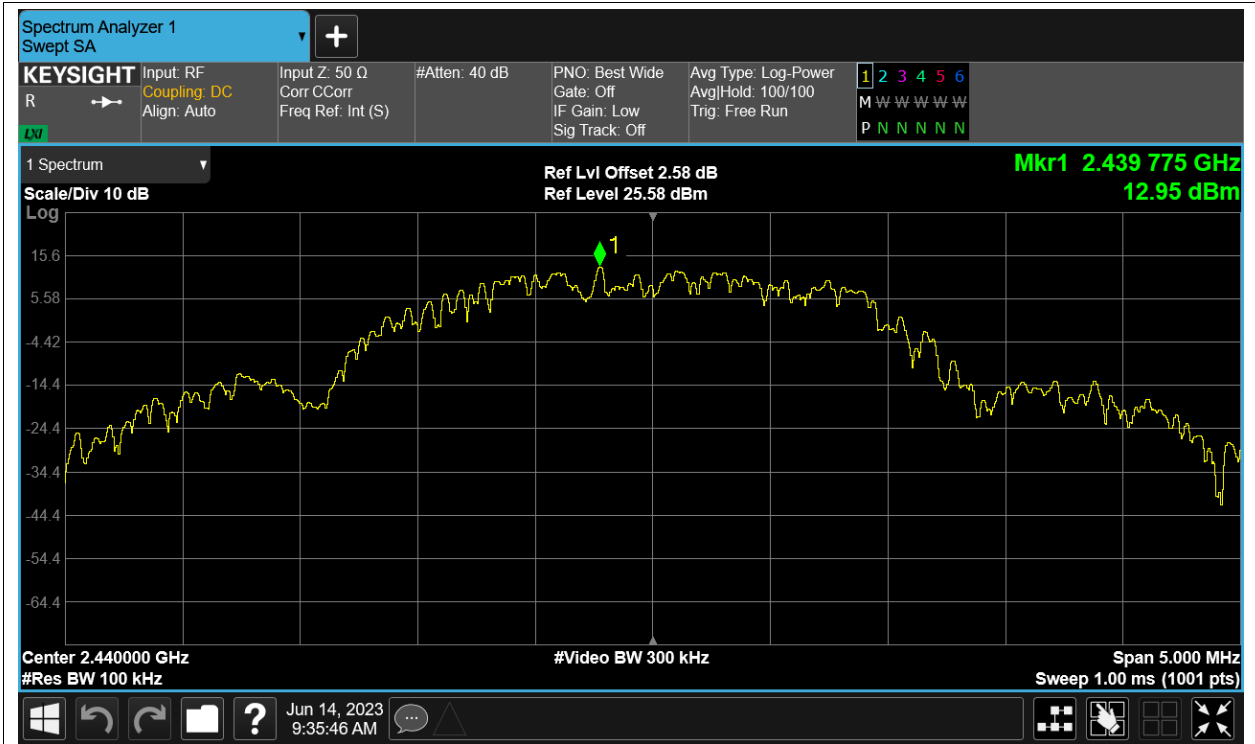 Spectrum Analyzer 1
Swept SA
+
KEYSIGHT
R
LXI
Input: RF
Coupling: DC
Align: Auto
Input Z: 50 Ω
Corr CCorr
Freq Ref: Int (S)
#Atten: 40 dB
PNO: Best Wide
Gate: Off
IF Gain: Low
Sig Track: Off
Avg Type: Log-Power
Avg|Hold: 100/100
Trig: Free Run
1 2 3 4 5 6
M W W W W W
P N N N N N
1 Spectrum
Scale/Div 10 dB
Log
Ref Lvl Offset 2.58 dB
Ref Level 25.58 dBm
Mkr1 2.439 775 GHz
12.95 dBm
1
15.6
5.58
-4.42
-14.4
-24.4
-34.4
-44.4
-54.4
-64.4
Center 2.440000 GHz
#Res BW 100 kHz
#Video BW 300 kHz
Span 5.000 MHz
Sweep 1.00 ms (1001 pts)
?
Jun 14, 2023
9:35:46 AM